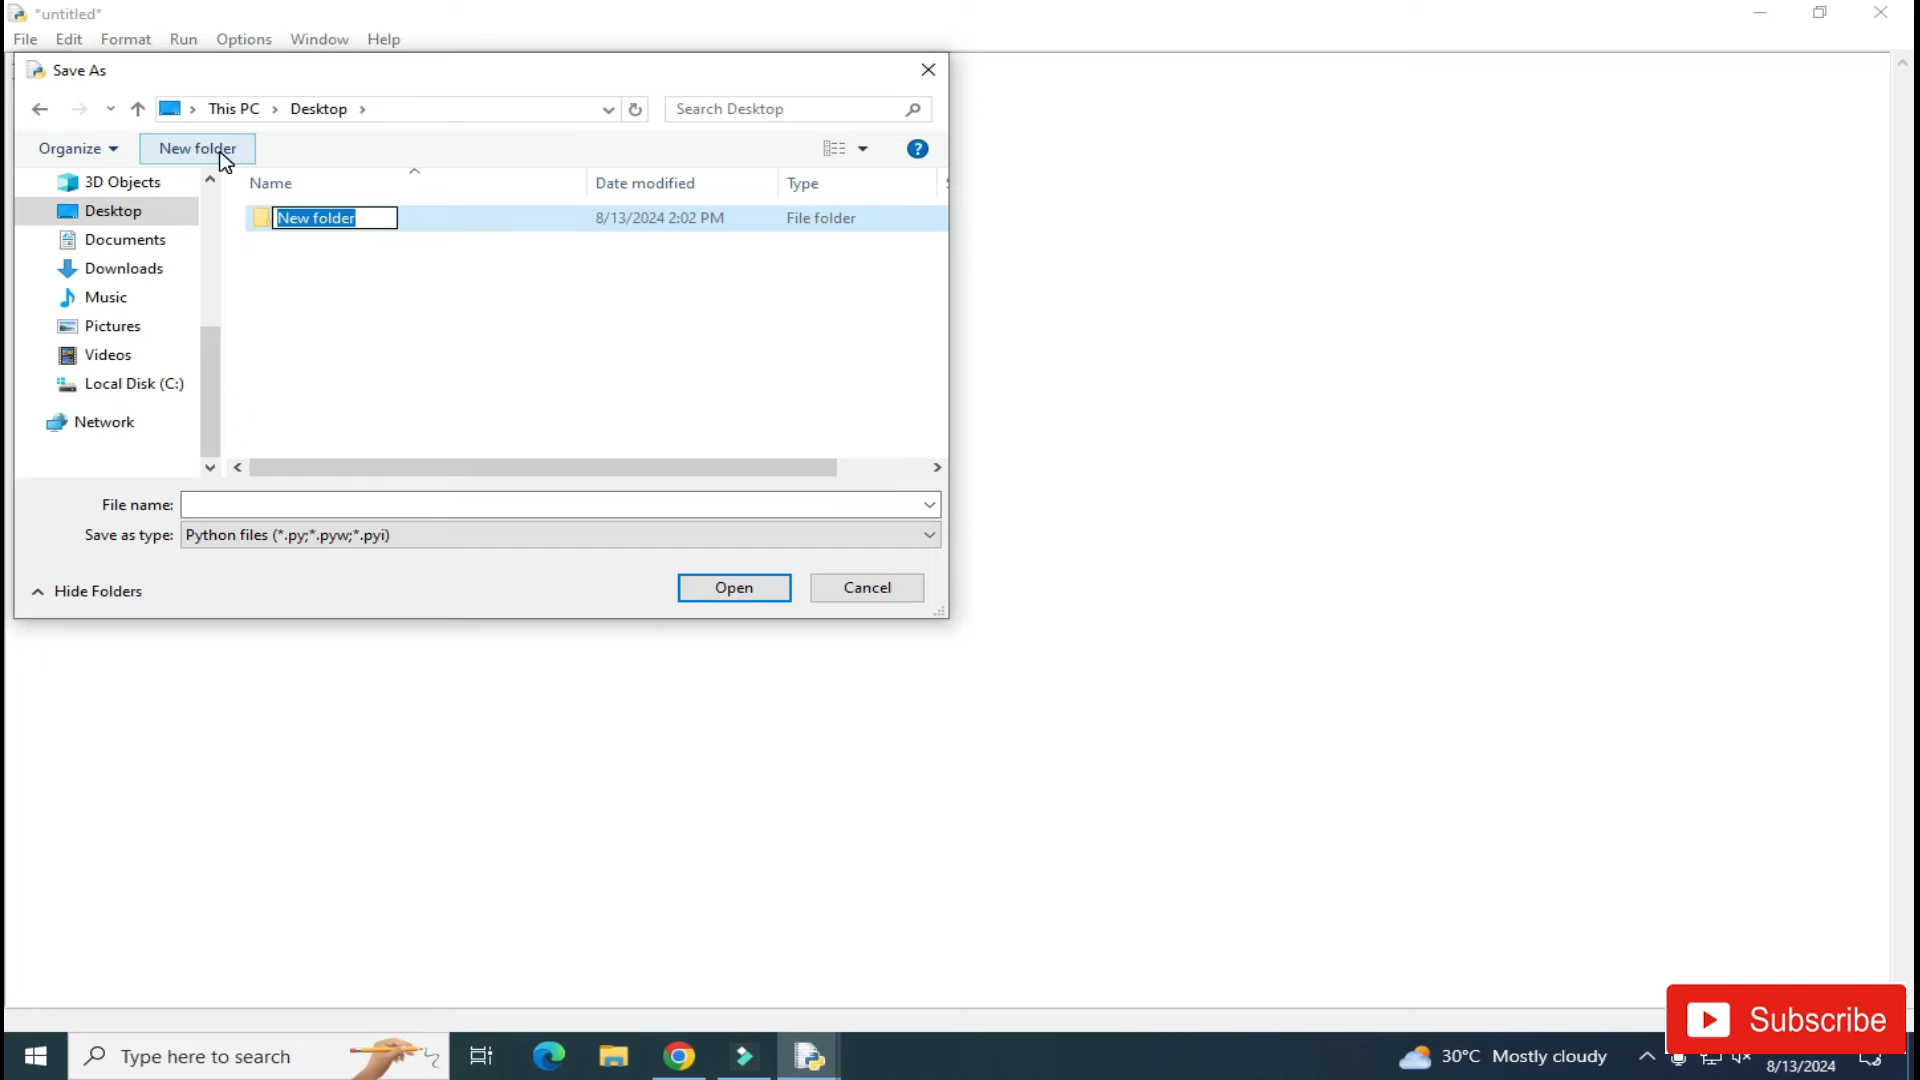 *untitled*
File Edit Format Run Options Window Help
Save As
This PC Desktop
Search Desktop
Organize New folder
Name Date modified Type
3D Objects
Desktop
New folder 8/13/2024 2:02 PM File folder
Documents
Downloads
Music
Pictures
Videos
Local Disk (C:)
Network
File name:
Save as type: Python files (*.py;*.pyw;*.pyi)
Hide Folders
Open Cancel
Subscribe
Type here to search
30°C Mostly cloudy
8/13/2024